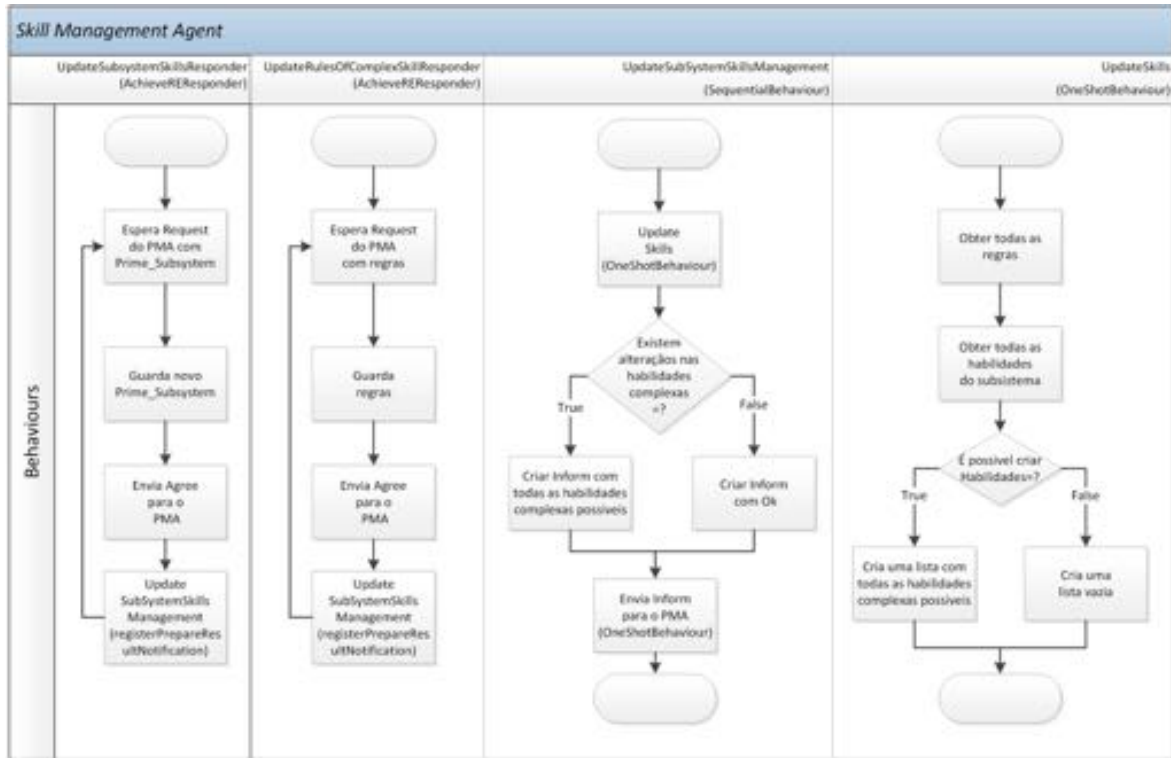 Skill Management Agent
UpdateSubsystemSkillsResponder
(AchieveREResponder)
UpdateRulesOfComplexSkillResponder
(AchieveREResponder)
UpdateSubSystemSkillsManagement
(SequentialBehaviour)
UpdateSkills
(OneShotBehaviour)
Behaviours
Espera Request
do PMA com
Prime_Subsystem
Guarda novo
Prime_Subsystem
Envia Agree
para o
PMA
Update
SubSystemSkills
Management
(registerPrepareRes
ultNotification)
Espera Request
do PMA
com regras
Guarda
regras
Envia Agree
para o
PMA
Update
SubSystemSkills
Management
(registerPrepareRes
ultNotification)
Update
Skills
(OneShotBehaviour)
Existem
alterações nas
habilidades
complexas
=?
True
False
Criar Inform com
todas as habilidades
complexas possíveis
Criar Inform
com Ok
Envia Inform
para o PMA
(OneShotBehaviour)
Obter todas as
regras
Obter todas as
habilidades
do subsistema
É possivel criar
Habilidades=?
True
False
Cria uma lista com
todas as habilidades
complexas possiveis
Cria uma
lista vazia